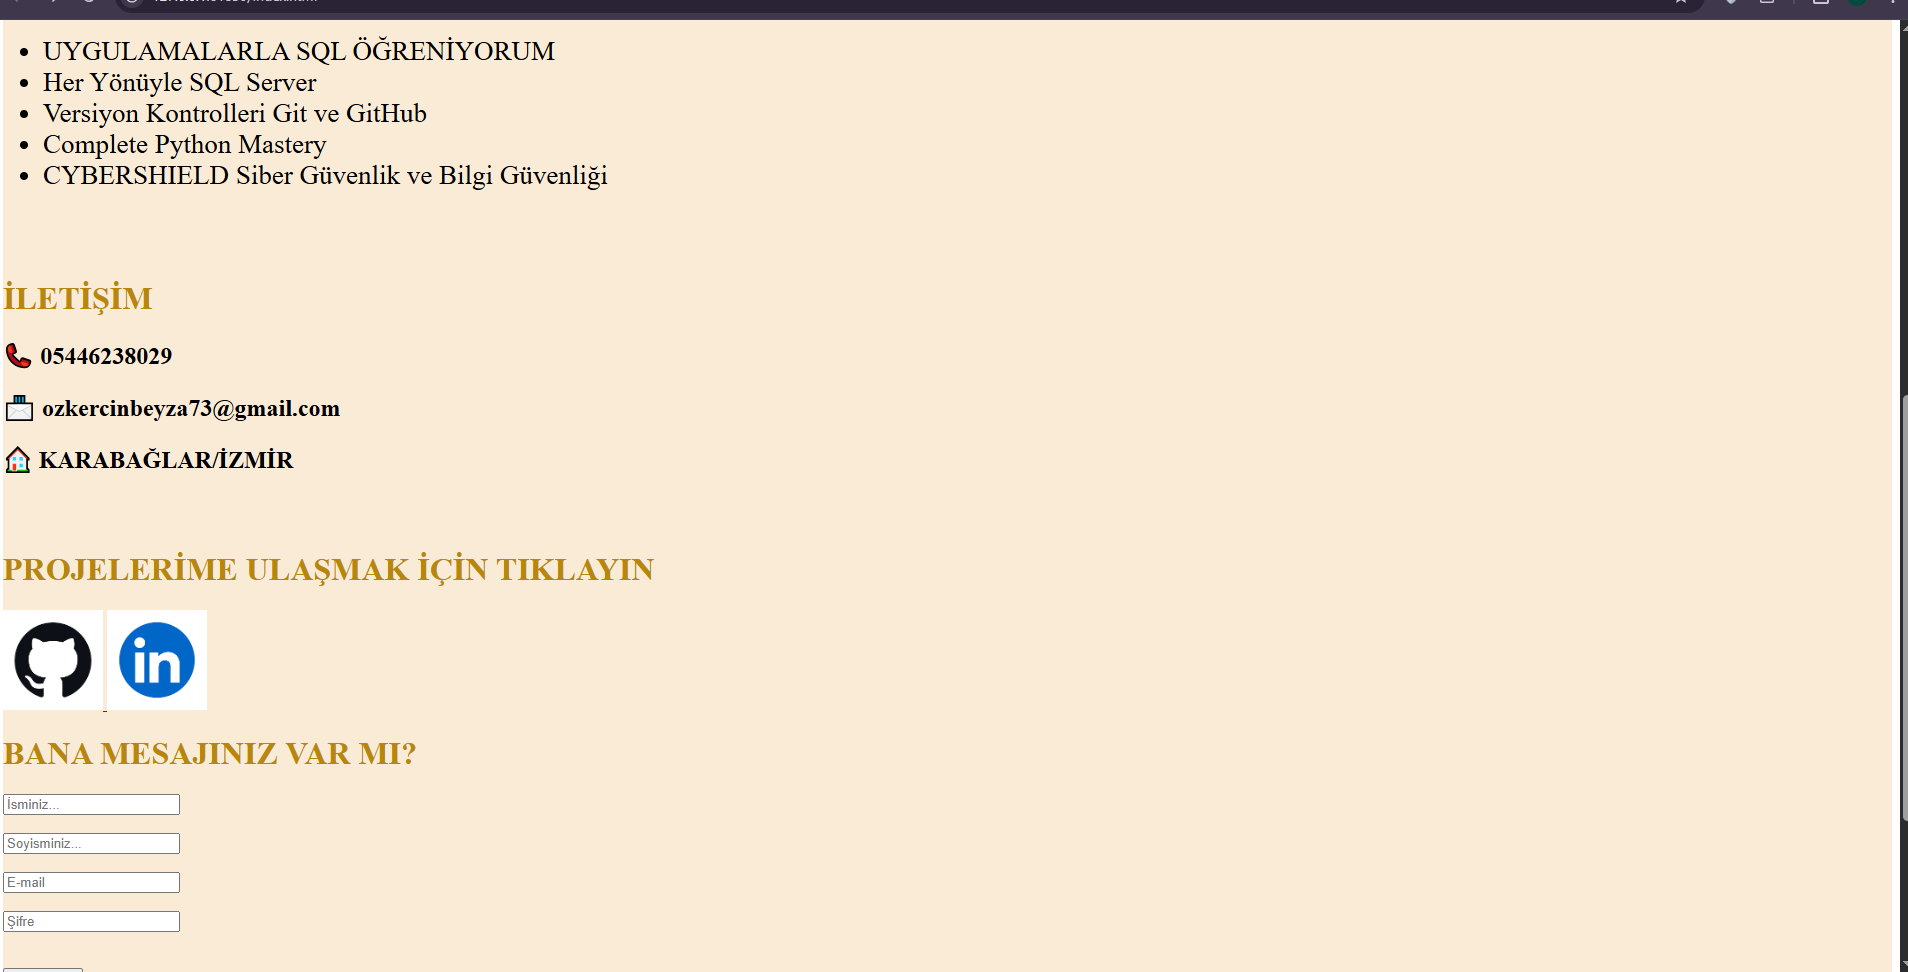 UYGULAMALARLA SQL ÖĞRENİYORUM
Her Yönüyle SQL Server
Versiyon Kontrolleri Git ve GitHub
Complete Python Mastery
CYBERSHIELD Siber Güvenlik ve Bilgi Güvenliği
İLETİŞİM
05446238029
ozkercinbeyza73@gmail.com
KARABAĞLAR/İZMİR
PROJELERİME ULAŞMAK İÇİN TIKLAYIN
in
BANA MESAJINIZ VAR MI?
İsminiz...
Soyisminiz...
E-mail
Şifre